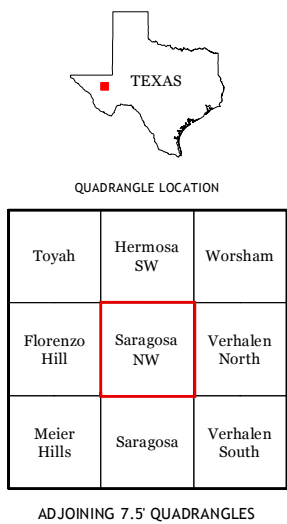 TEXAS
QUADRANGLE LOCATION
Toyah
Hermosa
SW
Worsham
Florenzo
Hill
Saragosa
NW
Verhalen
North
Meier
Hills
Saragosa
Verhalen
South
ADJOINING 7.5' QUADRANGLES